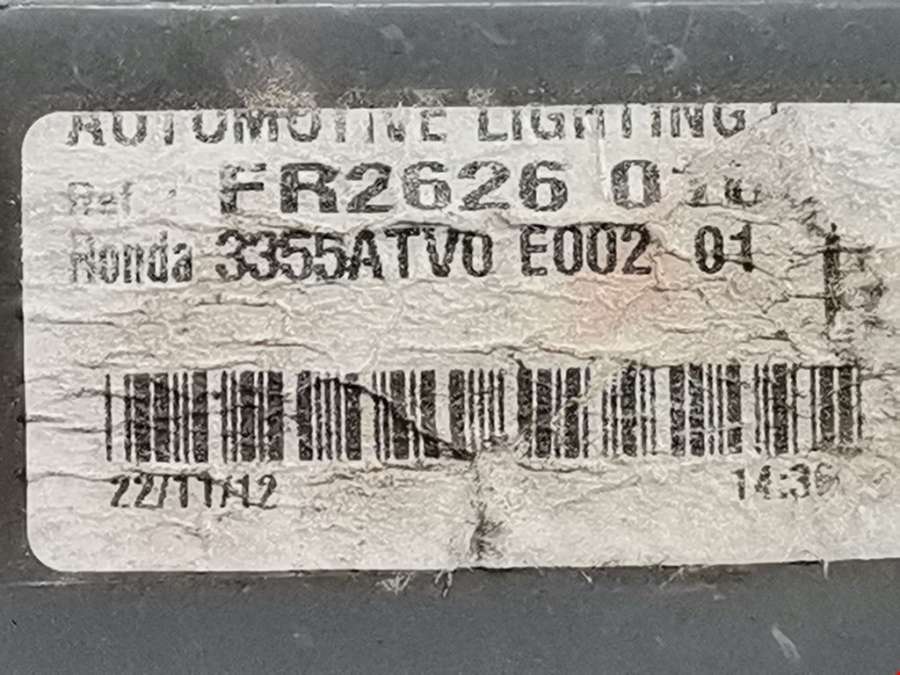 AUTOMOTIVE LIGHTING
Ref. : FR2626
Honda 3355ATV0 E002 01
22/11/12 14:36